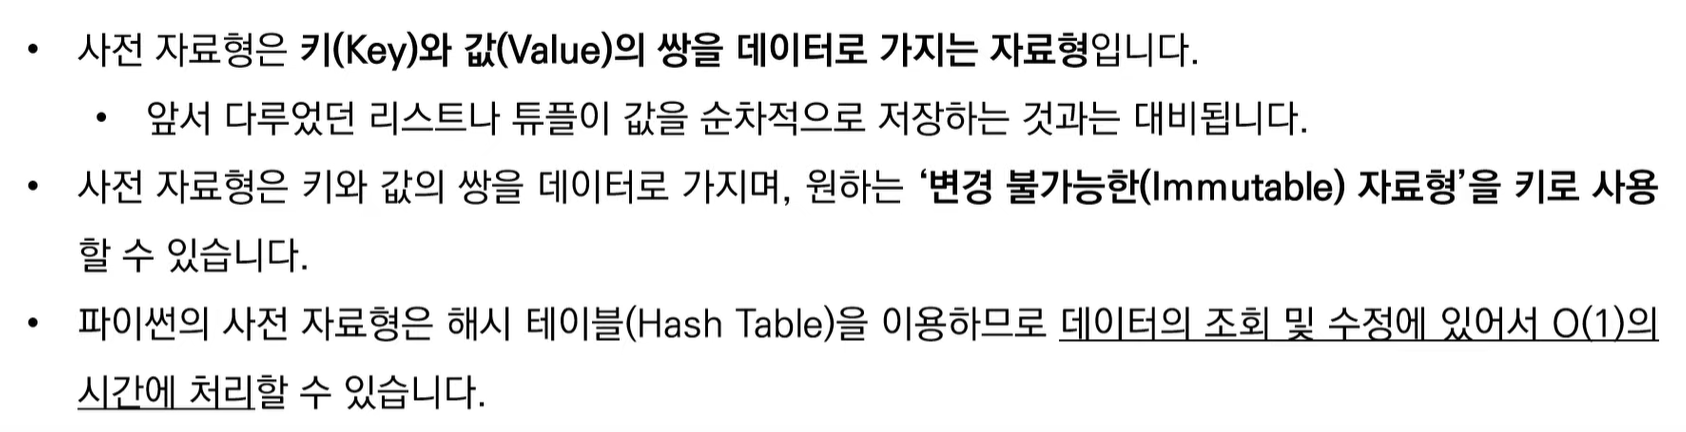 • 사전 자료형은 키(Key)와 값(Value)의 쌍을 데이터로 가지는 자료형입니다.
• 앞서 다루었던 리스트나 튜플이 값을 순차적으로 저장하는 것과는 대비됩니다.
• 사전 자료형은 키와 값의 쌍을 데이터로 가지며, 원하는 ‘변경 불가능한(Immutable) 자료형’을 키로 사용
할 수 있습니다.
• 파이썬의 사전 자료형은 해시 테이블(Hash Table)을 이용하므로 데이터의 조회 및 수정에 있어서 O(1)의
시간에 처리할 수 있습니다.